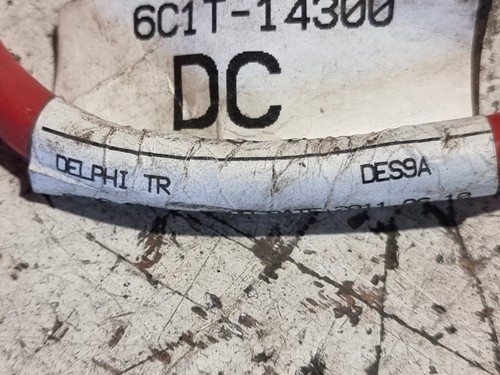 6C1T-14300
DC
DELPHI TR DES9A